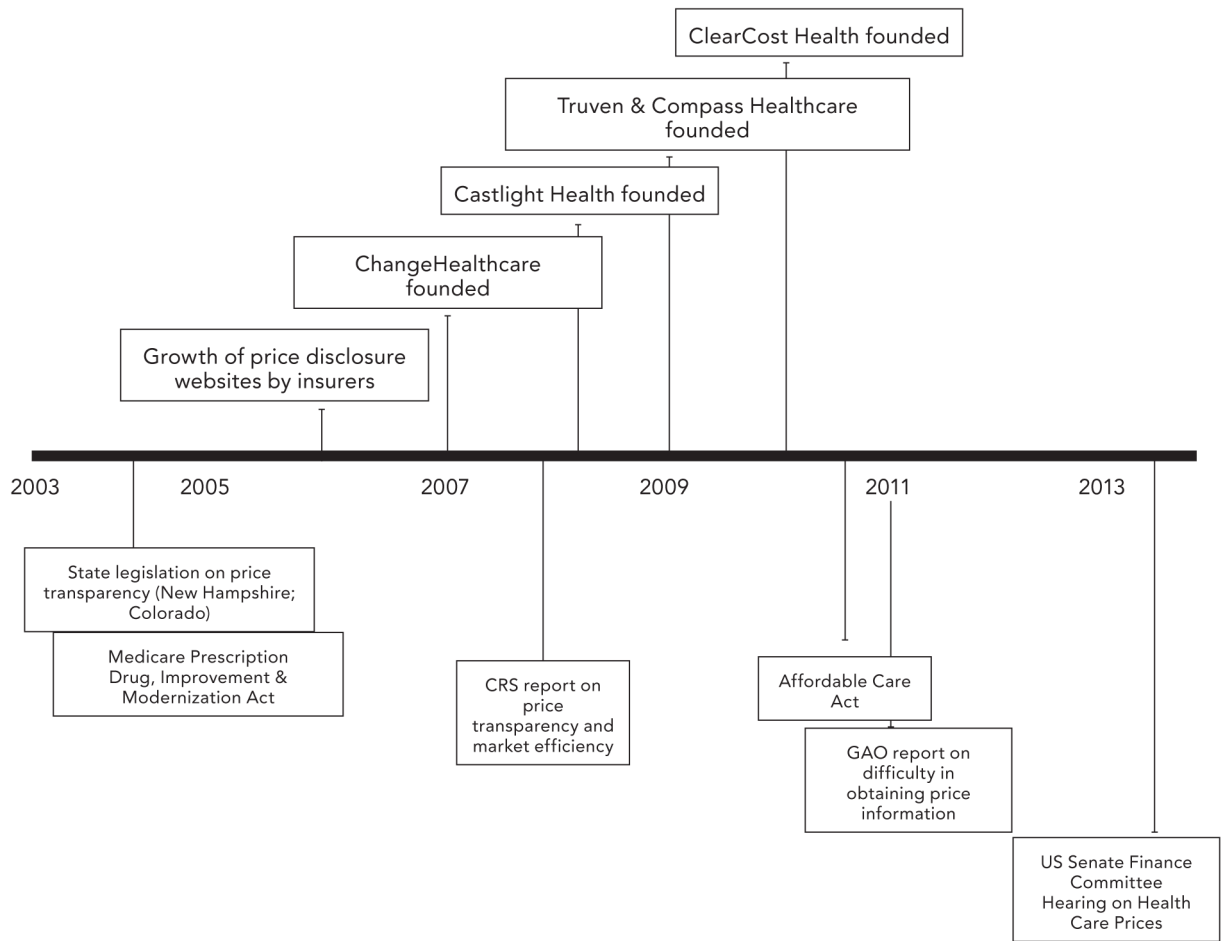 ClearCost Health founded
Truven & Compass Healthcare
founded
Castlight Health founded
ChangeHealthcare
founded
Growth of price disclosure
websites by insurers
2003
2005
2007
2009
2011
2013
State legislation on price
transparency (New Hampshire;
Colorado)
Medicare Prescription
Drug, Improvement &
Modernization Act
CRS report on
price
transparency and
market efficiency
Affordable Care
Act
GAO report on
difficulty in
obtaining price
information
US Senate Finance
Committee
Hearing on Health
Care Prices